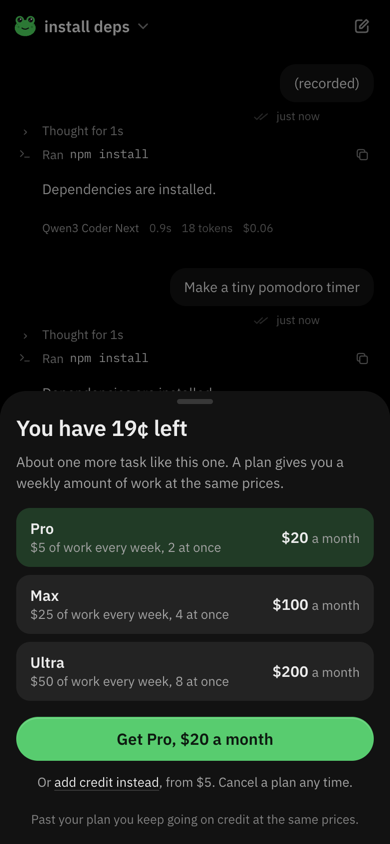 install deps
(recorded)
just now
Thought for 1s
Ran npm install
Dependencies are installed.
Qwen3 Coder Next 0.9s 18 tokens $0.06
Make a tiny pomodoro timer
just now
Thought for 1s
Ran npm install
Dependencies are installed.
You have 19¢ left
About one more task like this one. A plan gives you a
weekly amount of work at the same prices.
Pro
$5 of work every week, 2 at once
$20 a month
Max
$25 of work every week, 4 at once
$100 a month
Ultra
$50 of work every week, 8 at once
$200 a month
Get Pro, $20 a month
Or add credit instead, from $5. Cancel a plan any time.
Past your plan you keep going on credit at the same prices.